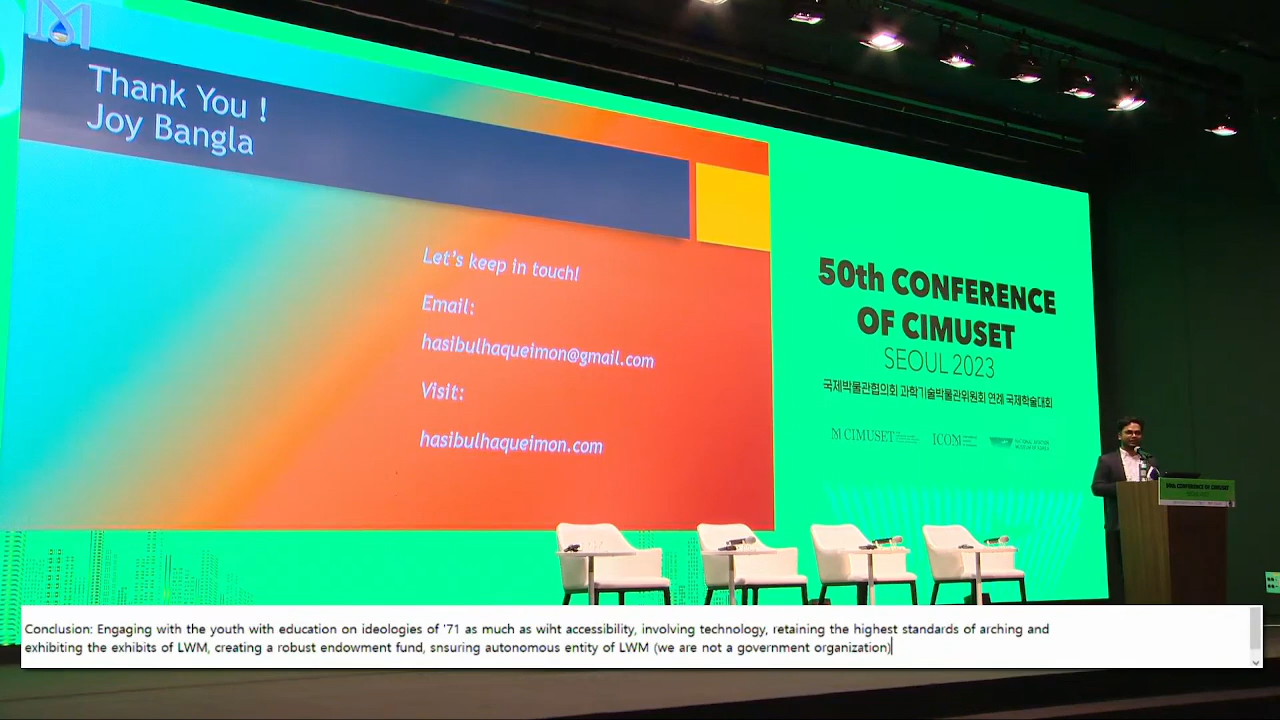 Thank You !
Joy Bangla
Let's keep in touch!
Email:
hasibulhaqueimon@gmail.com
Visit:
hasibulhaqueimon.com
50th CONFERENCE
OF CIMUSET
SEOUL 2023
국제박물관협의회 과학기술박물관위원회 연례 국제학술대회
CIMUSET
ICOM
50th CONFERENCE OF CIMUSET
Conclusion: Engaging with the youth with education on ideologies of '71 as much as wiht accessibility, involving technology, retaining the highest standards of arching and
exhibiting the exhibits of LWM, creating a robust endowment fund, snsuring autonomous entity of LWM (we are not a government organization)